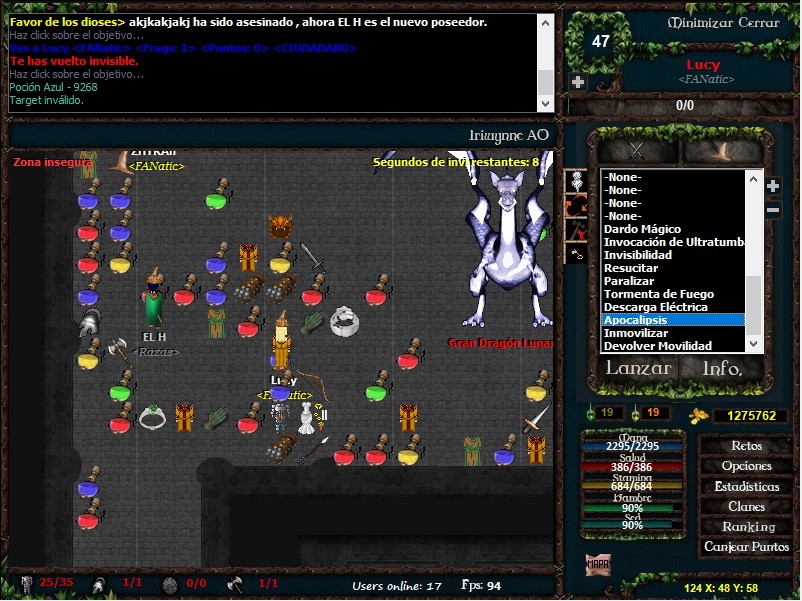 Favor de los dioses> akjkakjakj ha sido asesinado , ahora EL H es el nuevo poseedor.
Haz click sobre el objetivo...
Ves a Lucy <FANatic> <Frags: 1> <Puntos: 0> <CIUDADANO>
Te has vuelto invisible.
Haz click sobre el objetivo...
Poción Azul - 9268
Target inválido.
47
Minimizar Cerrar
Lucy
<FANatic>
0/0
Iriwynne AO
Zona insegura
<FANatic>
Segundos de invi restantes: 8
EL H
<Razas>
Gran Dragón Lunar
Lucy
-None-
-None-
-None-
-None-
Dardo Mágico
Invocación de Ultratumba
Invisibilidad
Resucitar
Paralizar
Tormenta de Fuego
Descarga Eléctrica
Apocalipsis
Inmovilizar
Devolver Movilidad
Lanzar
Info.
19
19
1275762
Mana
2295/2295
Salud
386/386
Stamina
684/684
Hambre
90%
Sed
90%
Retos
Opciones
Estadísticas
Clanes
Ranking
Canjear Puntos
MAPA
25/35
1/1
0/0
1/1
Users online: 17
Fps: 94
124 X: 48 Y: 58